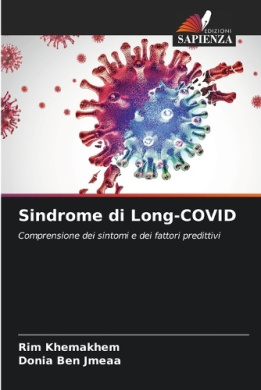 EDIZIONI
SAPIENZA
Sindrome di Long-COVID
Comprensione dei sintomi e dei fattori predittivi
Rim Khemakhem
Donia Ben Jmeaa